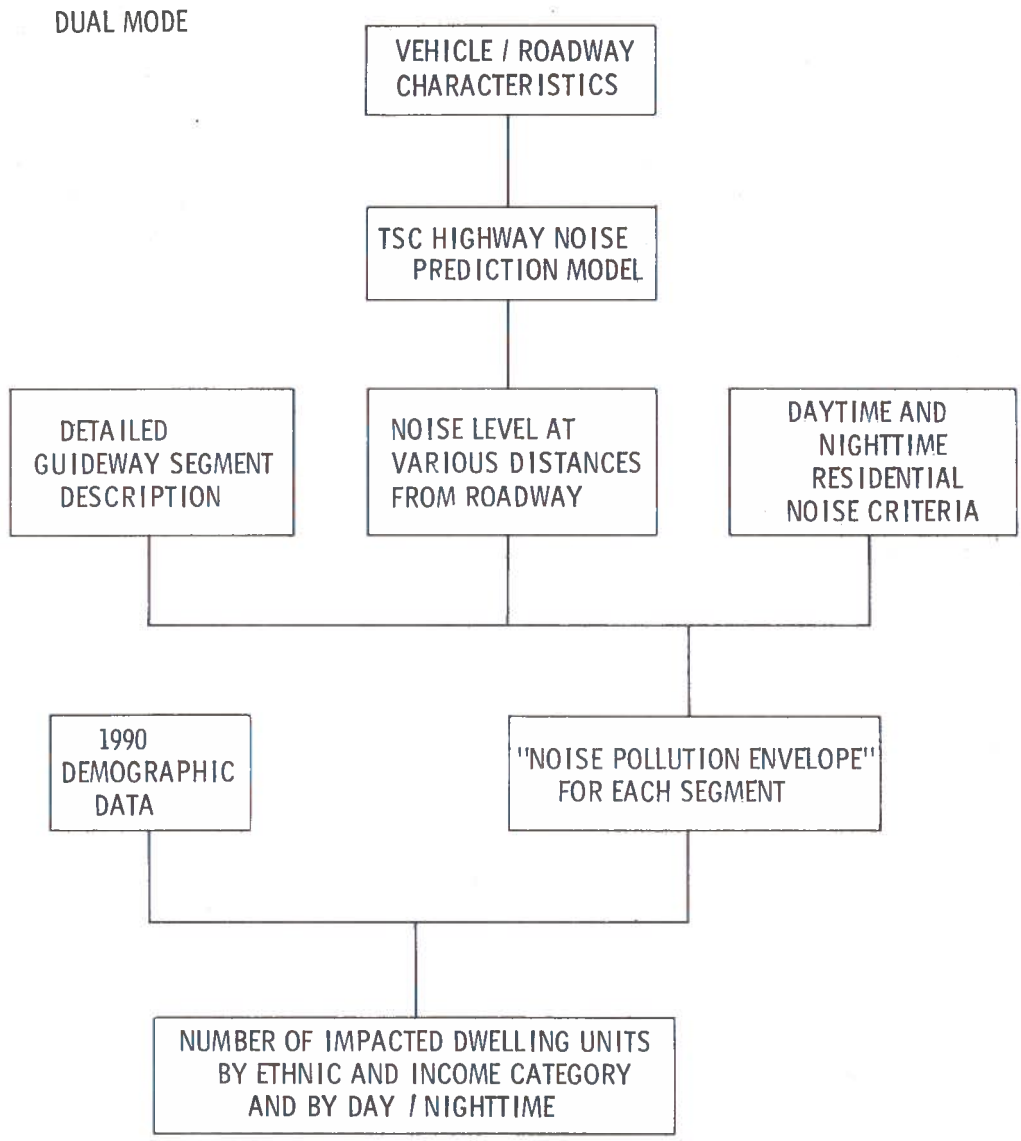 DUAL MODE
VEHICLE / ROADWAY
CHARACTERISTICS
TSC HIGHWAY NOISE
PREDICTION MODEL
DETAILED
GUIDEWAY SEGMENT
DESCRIPTION
NOISE LEVEL AT
VARIOUS DISTANCES
FROM ROADWAY
DAYTIME AND
NIGHTTIME
RESIDENTIAL
NOISE CRITERIA
1990
DEMOGRAPHIC
DATA
"NOISE POLLUTION ENVELOPE"
FOR EACH SEGMENT
NUMBER OF IMPACTED DWELLING UNITS
BY ETHNIC AND INCOME CATEGORY
AND BY DAY / NIGHTTIME